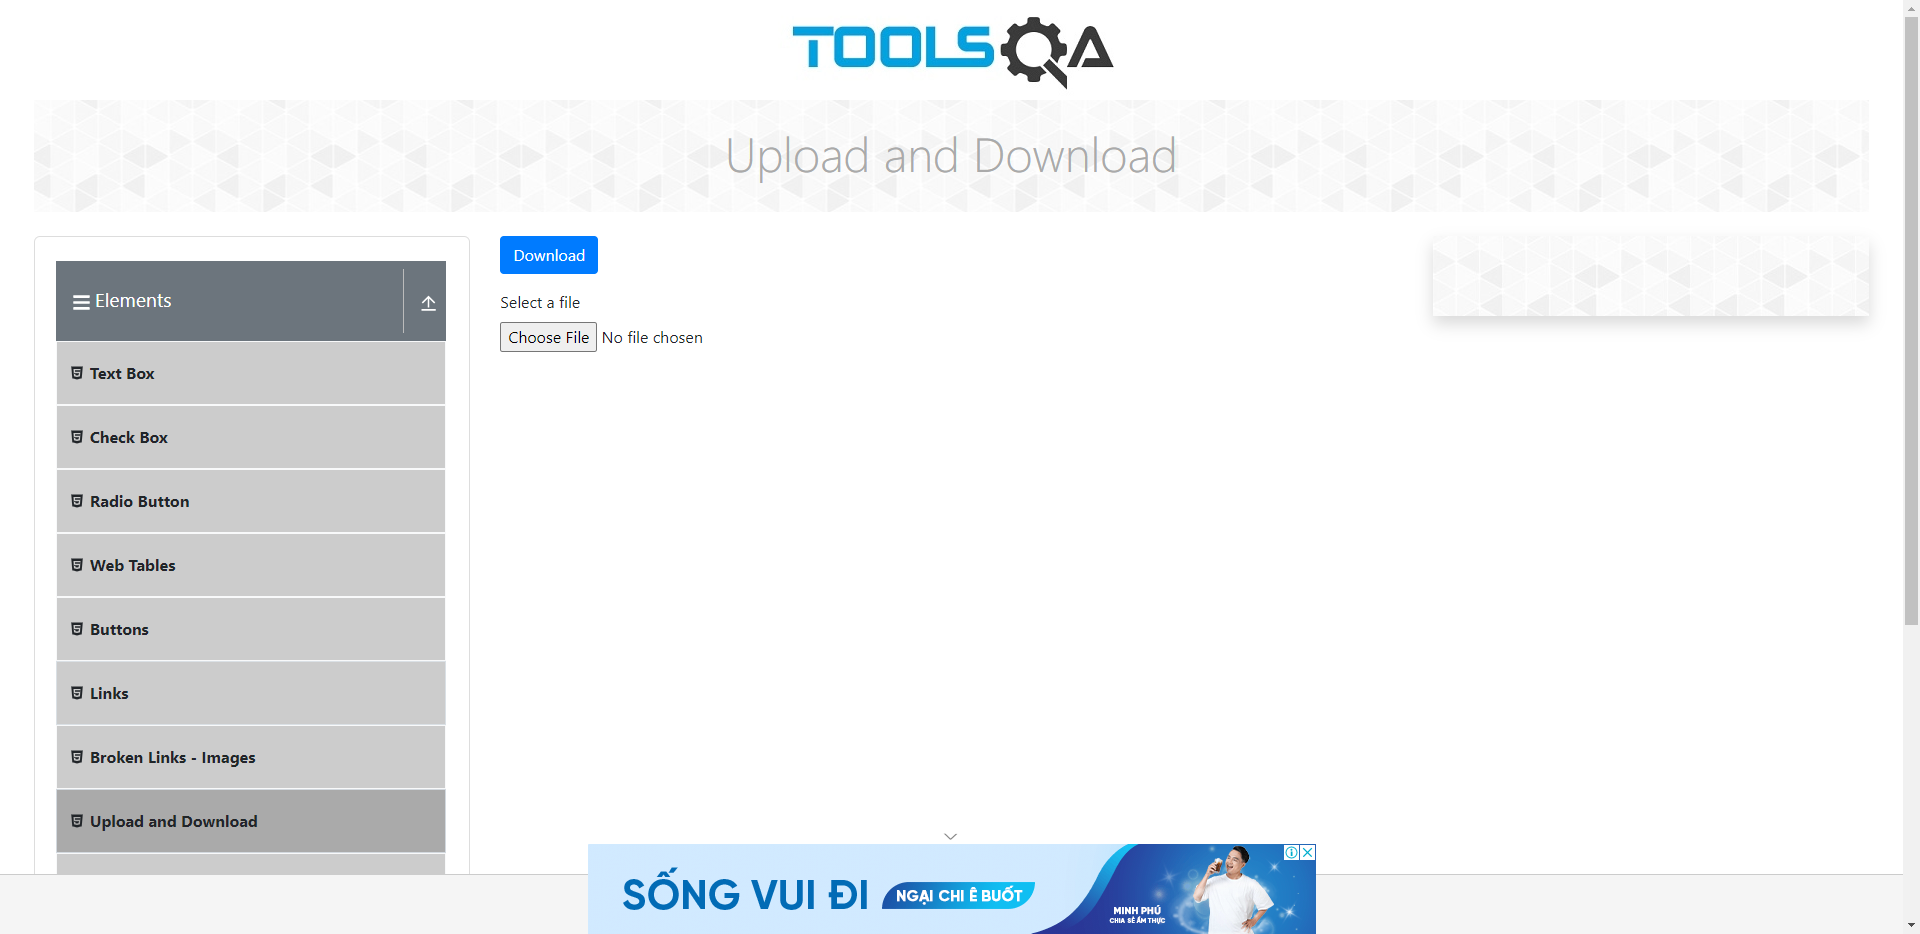 TOOLSQA
Upload and Download
Elements
Text Box
Check Box
Radio Button
Web Tables
Buttons
Links
Broken Links - Images
Upload and Download
Download
Select a file
Choose File No file chosen
SỐNG VUI ĐI
NGẠI CHI Ê BUỐT
MINH PHÚ
CHIA SẺ ẨM THỰC